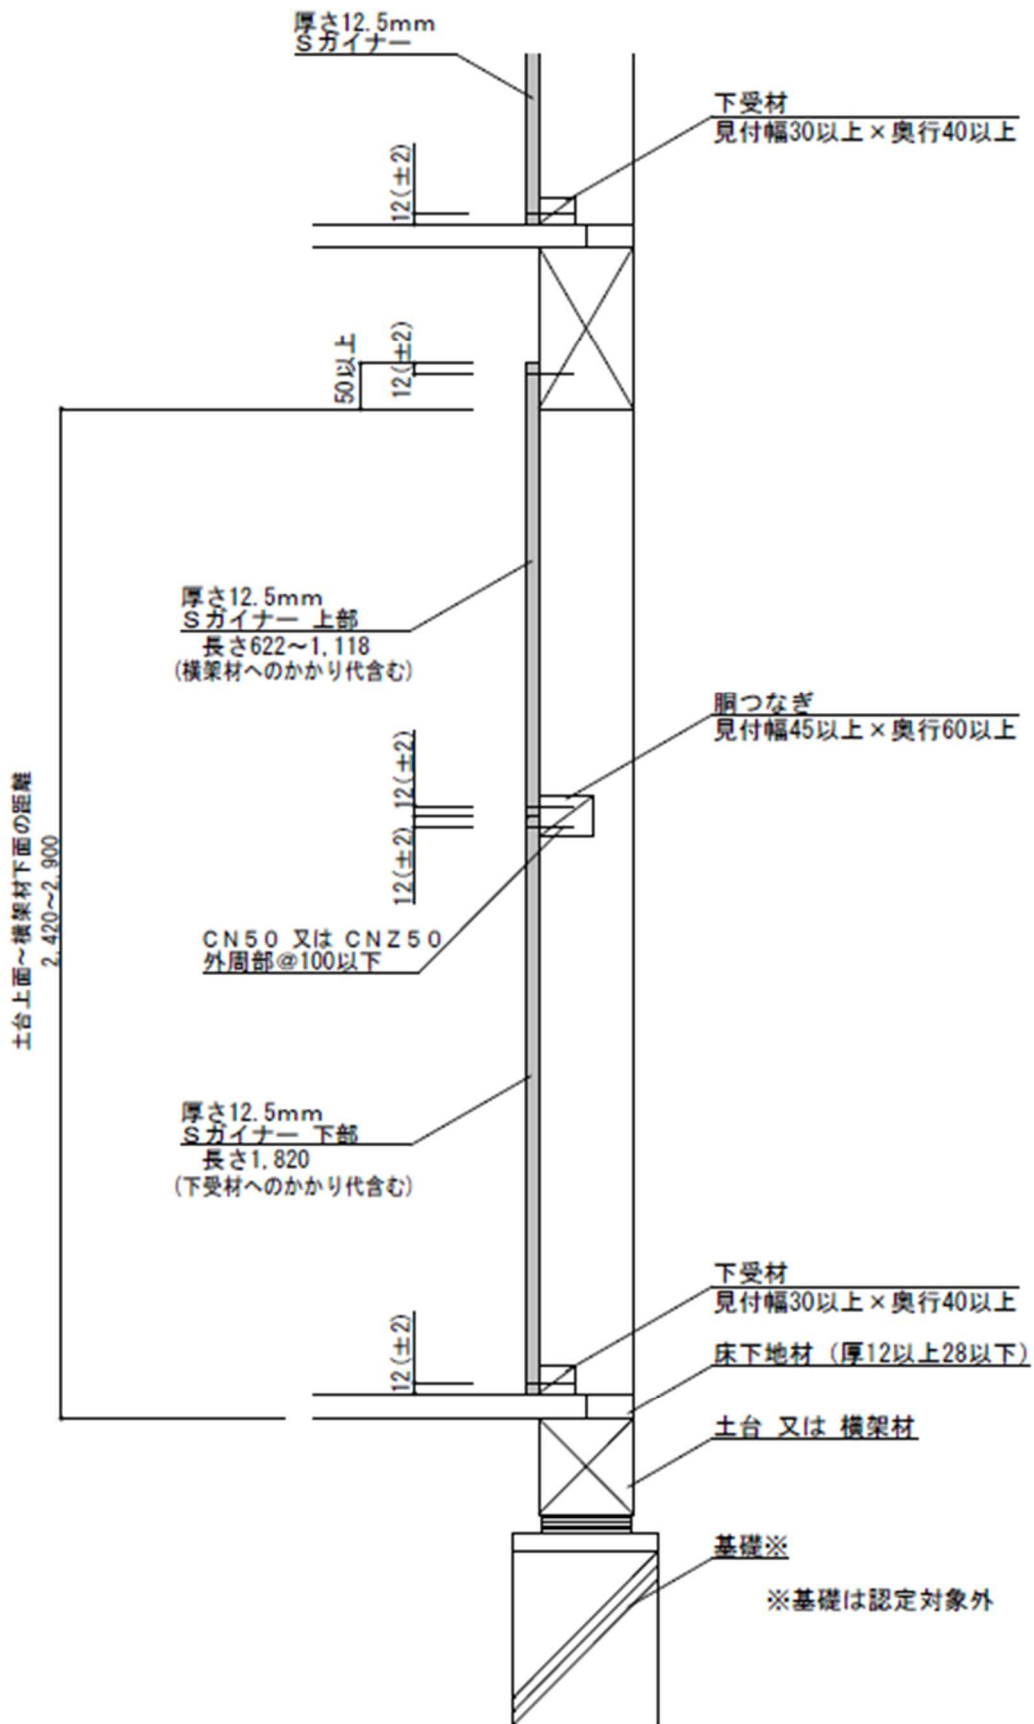 厚さ12.5mm
Sガイナー
下受材
見付幅30以上×奥行40以上
12(±2)
50以上
12(±2)
厚さ12.5mm
Sガイナー 上部
長さ622～1,118
(横架材へのかかり代含む)
胴つなぎ
見付幅45以上×奥行60以上
12(±2)
12(±2)
土台上面～横架材下面の距離
2,420～2,900
CN50 又は CNZ50
外周部@100以下
厚さ12.5mm
Sガイナー 下部
長さ1,820
(下受材へのかかり代含む)
下受材
見付幅30以上×奥行40以上
12(±2)
床下地材 (厚12以上28以下)
土台 又は 横架材
基礎※
※基礎は認定対象外